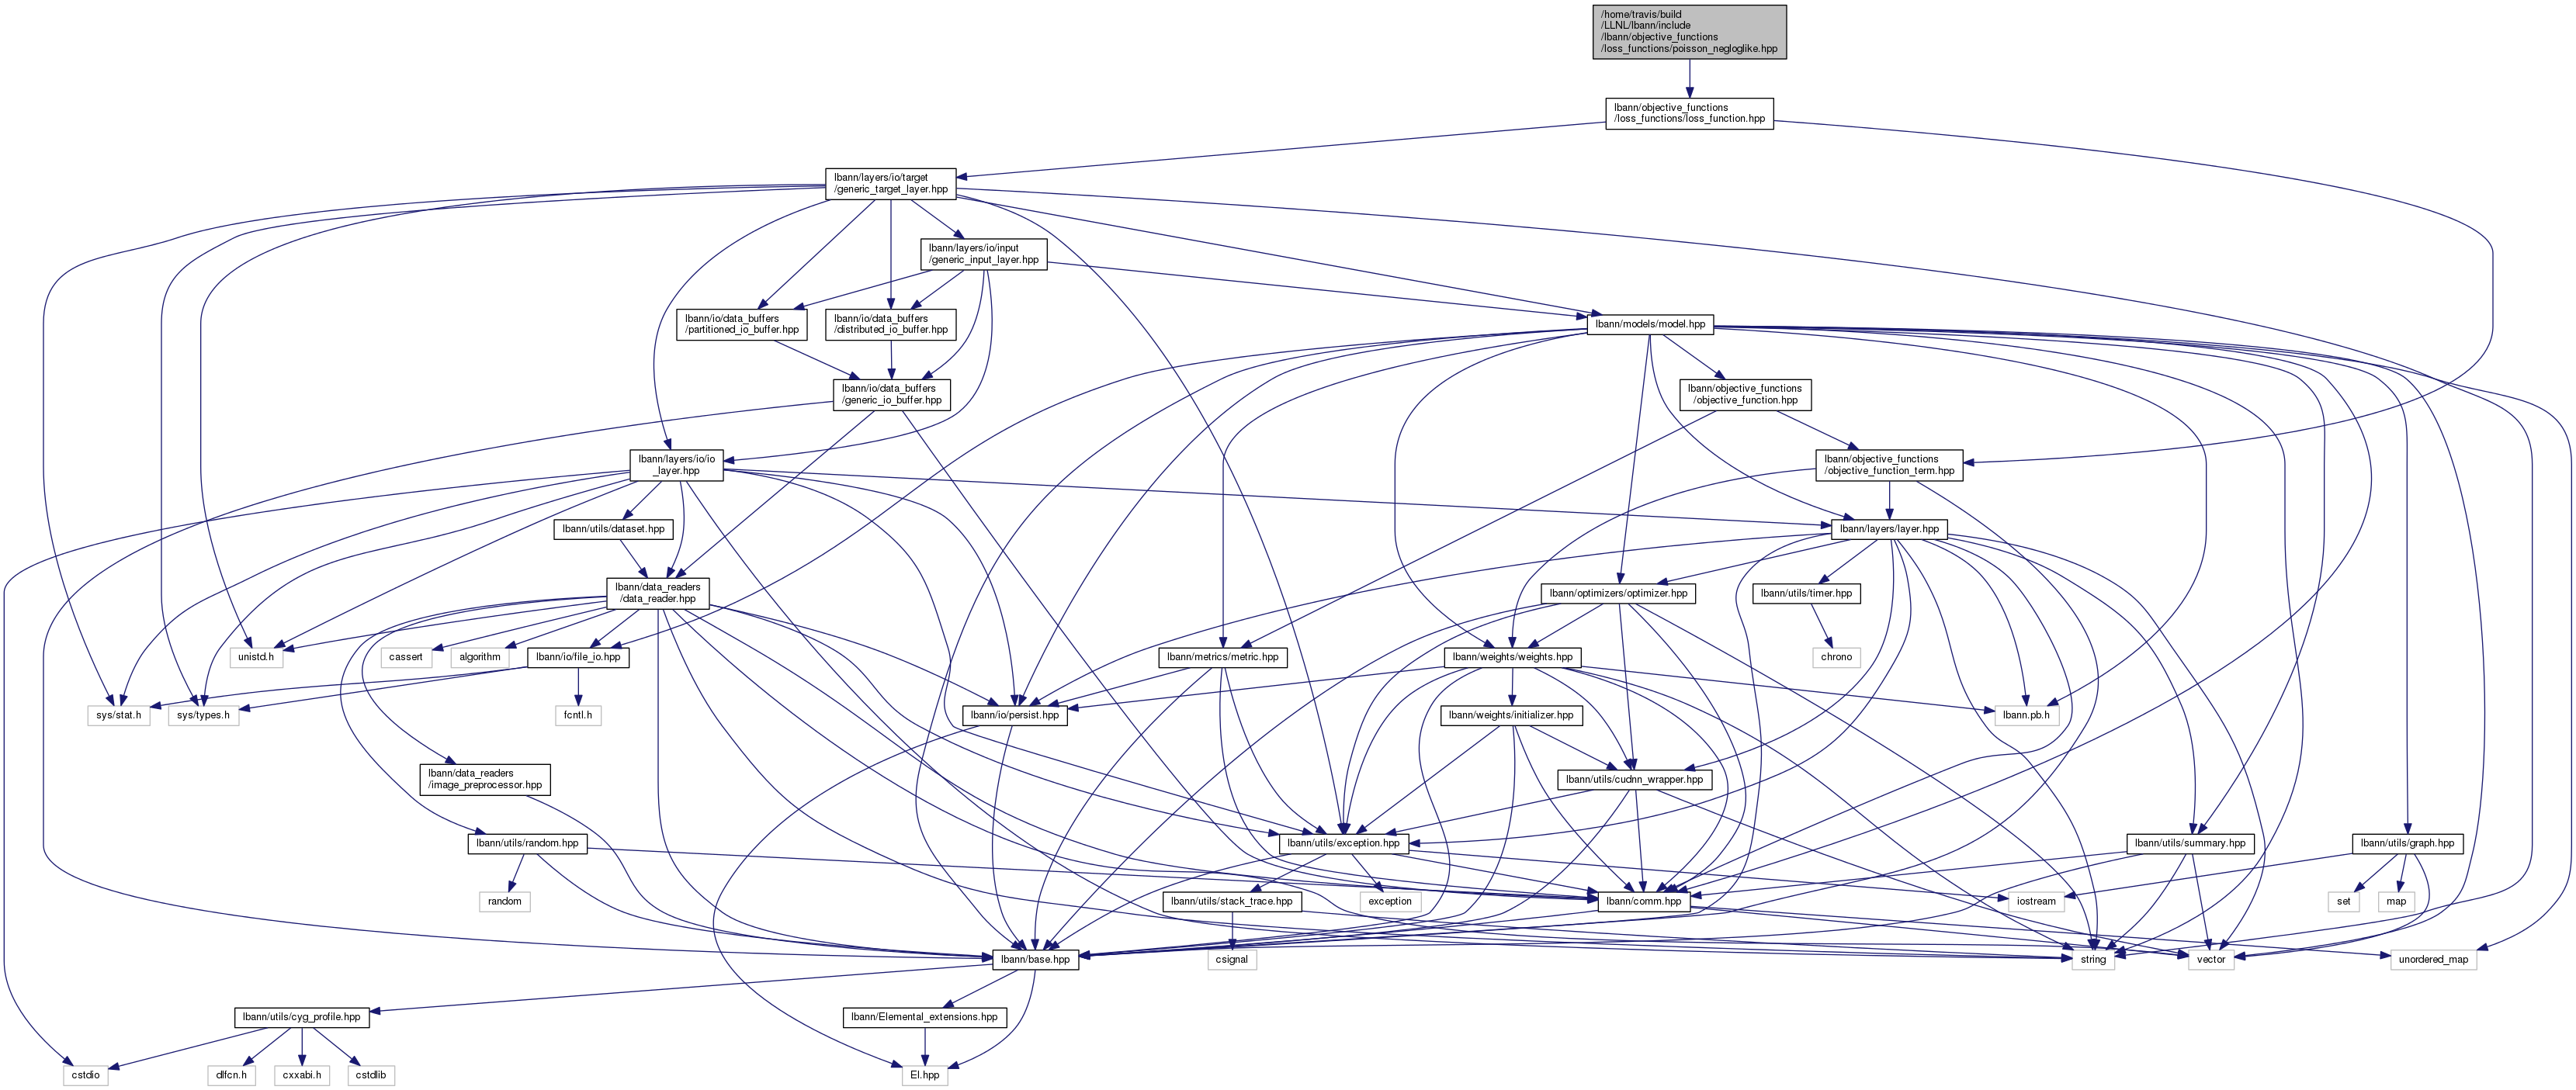 /home/travis/build
/LLNL/lbann/include
/lbann/objective_functions
/loss_functions/poisson_negloglike.hpp
lbann/objective_functions
/loss_functions/loss_function.hpp
lbann/layers/io/target
/generic_target_layer.hpp
lbann/layers/io/input
/generic_input_layer.hpp
lbann/io/data_buffers
/partitioned_io_buffer.hpp
lbann/io/data_buffers
/distributed_io_buffer.hpp
lbann/models/model.hpp
lbann/io/data_buffers
/generic_io_buffer.hpp
lbann/objective_functions
/objective_function.hpp
lbann/layers/io/io
_layer.hpp
lbann/objective_functions
/objective_function_term.hpp
lbann/utils/dataset.hpp
lbann/layers/layer.hpp
lbann/data_readers
/data_reader.hpp
lbann/optimizers/optimizer.hpp
lbann/utils/timer.hpp
unistd.h
cassert
algorithm
lbann/io/file_io.hpp
lbann/metrics/metric.hpp
lbann/weights/weights.hpp
chrono
sys/stat.h
sys/types.h
fcntl.h
lbann/io/persist.hpp
lbann/weights/initializer.hpp
lbann.pb.h
lbann/data_readers
/image_preprocessor.hpp
lbann/utils/cudnn_wrapper.hpp
lbann/utils/random.hpp
lbann/utils/exception.hpp
lbann/utils/summary.hpp
lbann/utils/graph.hpp
random
lbann/utils/stack_trace.hpp
exception
lbann/comm.hpp
iostream
set
map
lbann/base.hpp
csignal
string
vector
unordered_map
lbann/utils/cyg_profile.hpp
lbann/Elemental_extensions.hpp
cstdio
dlfcn.h
cxxabi.h
cstdlib
El.hpp